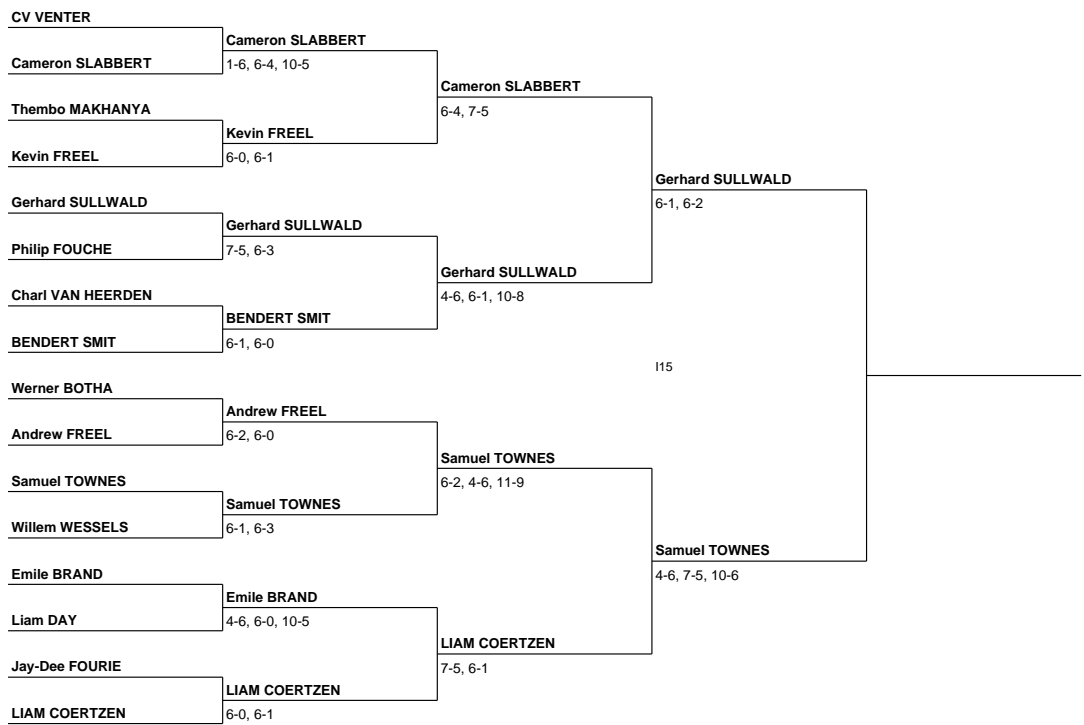 CV VENTER
Cameron SLABBERT
Cameron SLABBERT
1-6, 6-4, 10-5
Cameron SLABBERT
6-4, 7-5
Thembo MAKHANYA
Kevin FREEL
Kevin FREEL
6-0, 6-1
Gerhard SULLWALD
6-1, 6-2
Gerhard SULLWALD
Gerhard SULLWALD
Philip FOUCHE
7-5, 6-3
Gerhard SULLWALD
4-6, 6-1, 10-8
Charl VAN HEERDEN
BENDERT SMIT
BENDERT SMIT
6-1, 6-0
I15
Werner BOTHA
Andrew FREEL
Andrew FREEL
6-2, 6-0
Samuel TOWNES
6-2, 4-6, 11-9
Samuel TOWNES
Samuel TOWNES
Willem WESSELS
6-1, 6-3
Samuel TOWNES
4-6, 7-5, 10-6
Emile BRAND
Emile BRAND
Liam DAY
4-6, 6-0, 10-5
LIAM COERTZEN
7-5, 6-1
Jay-Dee FOURIE
LIAM COERTZEN
LIAM COERTZEN
6-0, 6-1